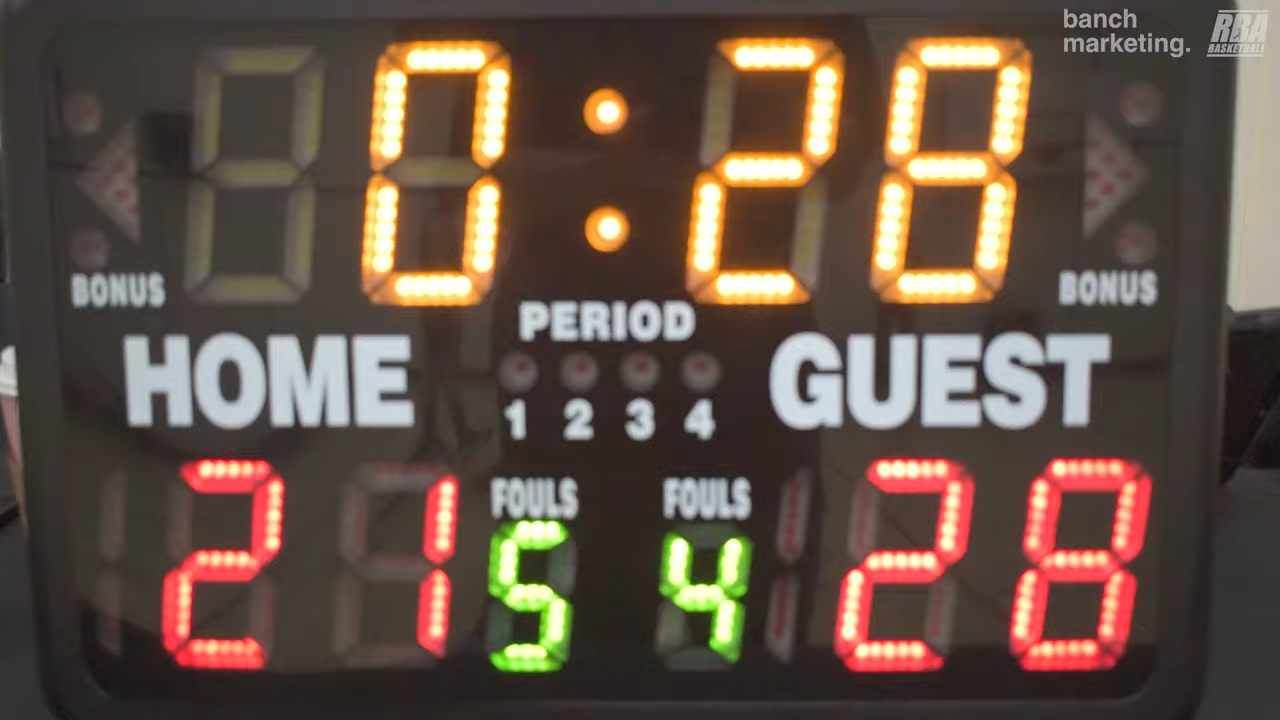 banch
marketing.
RBA
BASKETBALL
0:28
BONUS
BONUS
PERIOD
HOME
GUEST
1 2 3 4
FOULS
FOULS
21
5
4
28